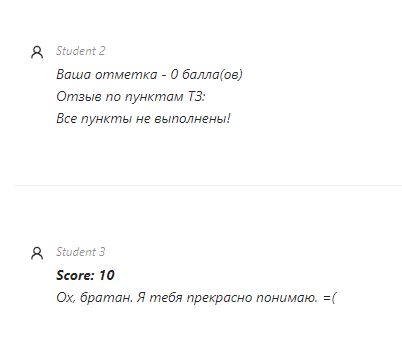 Student 2
Ваша отметка - 0 балла(ов)
Отзыв по пунктам ТЗ:
Все пункты не выполнены!
Student 3
Score: 10
Ох, братан. Я тебя прекрасно понимаю. =(